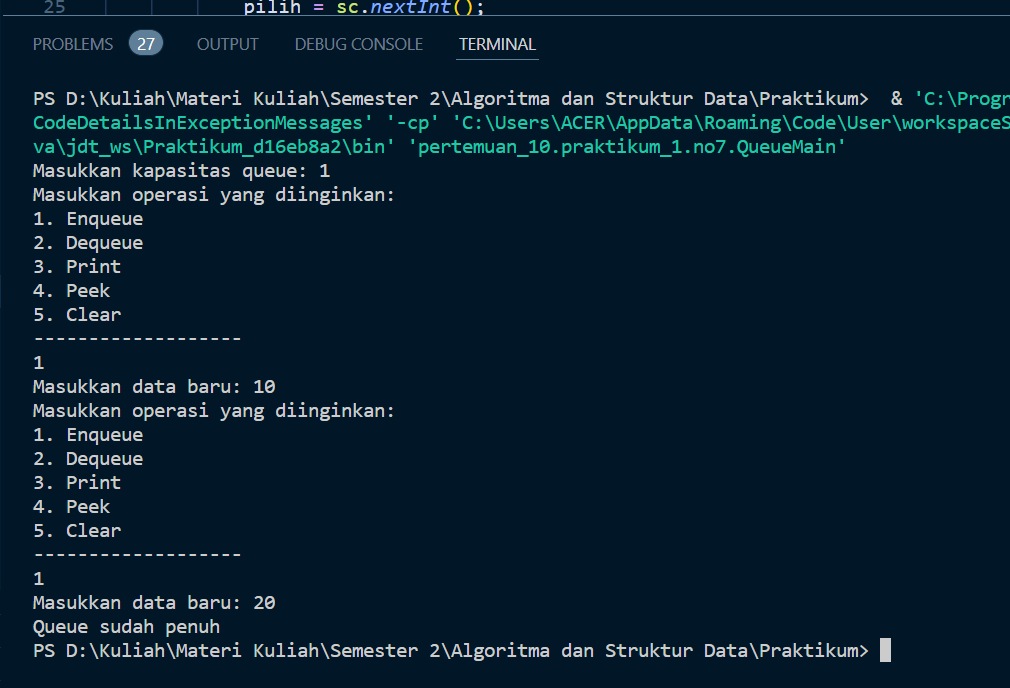 25 pilih = sc.nextInt();
PROBLEMS 27 OUTPUT DEBUG CONSOLE TERMINAL
PS D:\Kuliah\Materi Kuliah\Semester 2\Algoritma dan Struktur Data\Praktikum> & 'C:\Progr
CodeDetailsInExceptionMessages' '-cp' 'C:\Users\ACER\AppData\Roaming\Code\User\workspaceS
va\jdt_ws\Praktikum_d16eb8a2\bin' 'pertemuan_10.praktikum_1.no7.QueueMain'
Masukkan kapasitas queue: 1
Masukkan operasi yang diinginkan:
1. Enqueue
2. Dequeue
3. Print
4. Peek
5. Clear
-------------------
1
Masukkan data baru: 10
Masukkan operasi yang diinginkan:
1. Enqueue
2. Dequeue
3. Print
4. Peek
5. Clear
-------------------
1
Masukkan data baru: 20
Queue sudah penuh
PS D:\Kuliah\Materi Kuliah\Semester 2\Algoritma dan Struktur Data\Praktikum>